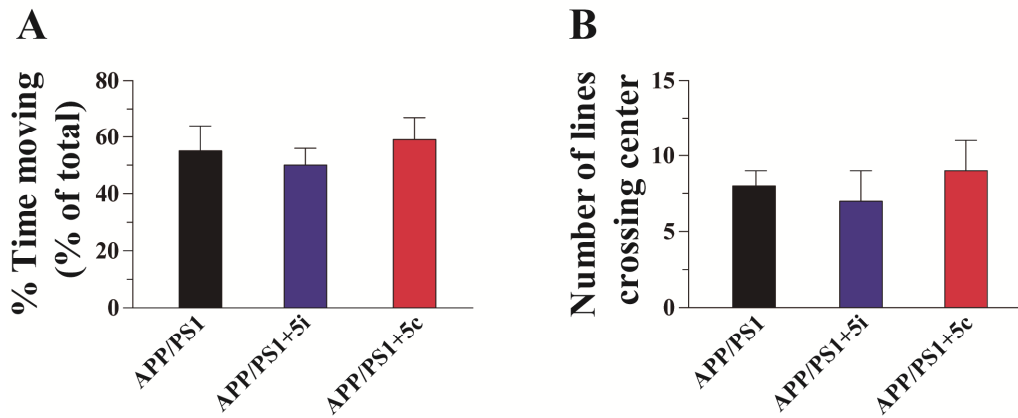 A
% Time moving
(% of total)
80
60
40
20
0
APP/PS1
APP/PS1+5i
APP/PS1+5c
B
Number of lines
crossing center
15
10
5
0
APP/PS1
APP/PS1+5i
APP/PS1+5c